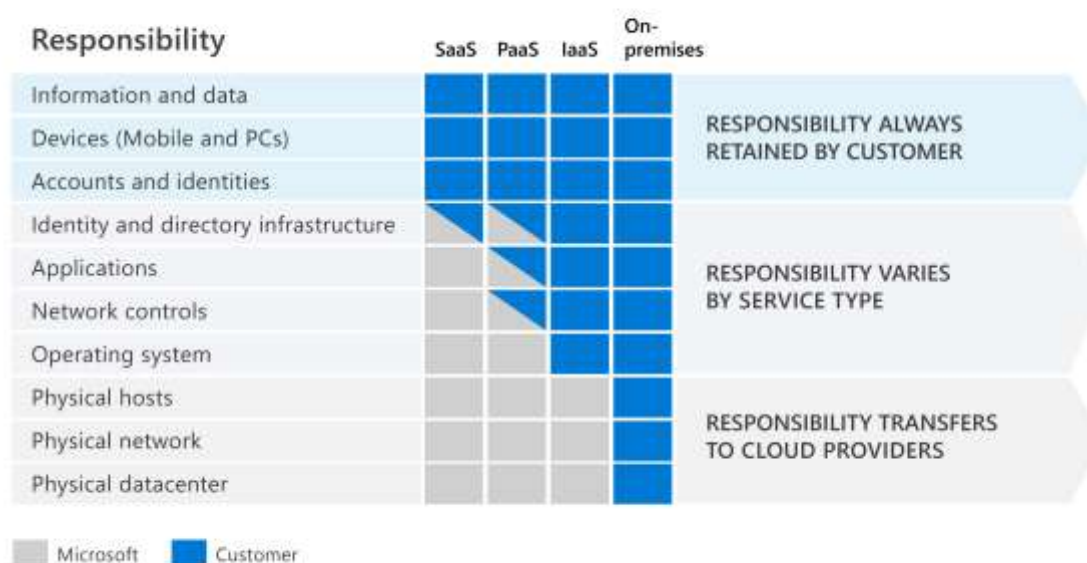 Responsibility
SaaS PaaS IaaS On-
premises
Information and data
Devices (Mobile and PCs)
Accounts and identities
RESPONSIBILITY ALWAYS
RETAINED BY CUSTOMER
Identity and directory infrastructure
Applications
Network controls
Operating system
RESPONSIBILITY VARIES
BY SERVICE TYPE
Physical hosts
Physical network
Physical datacenter
RESPONSIBILITY TRANSFERS
TO CLOUD PROVIDERS
Microsoft Customer